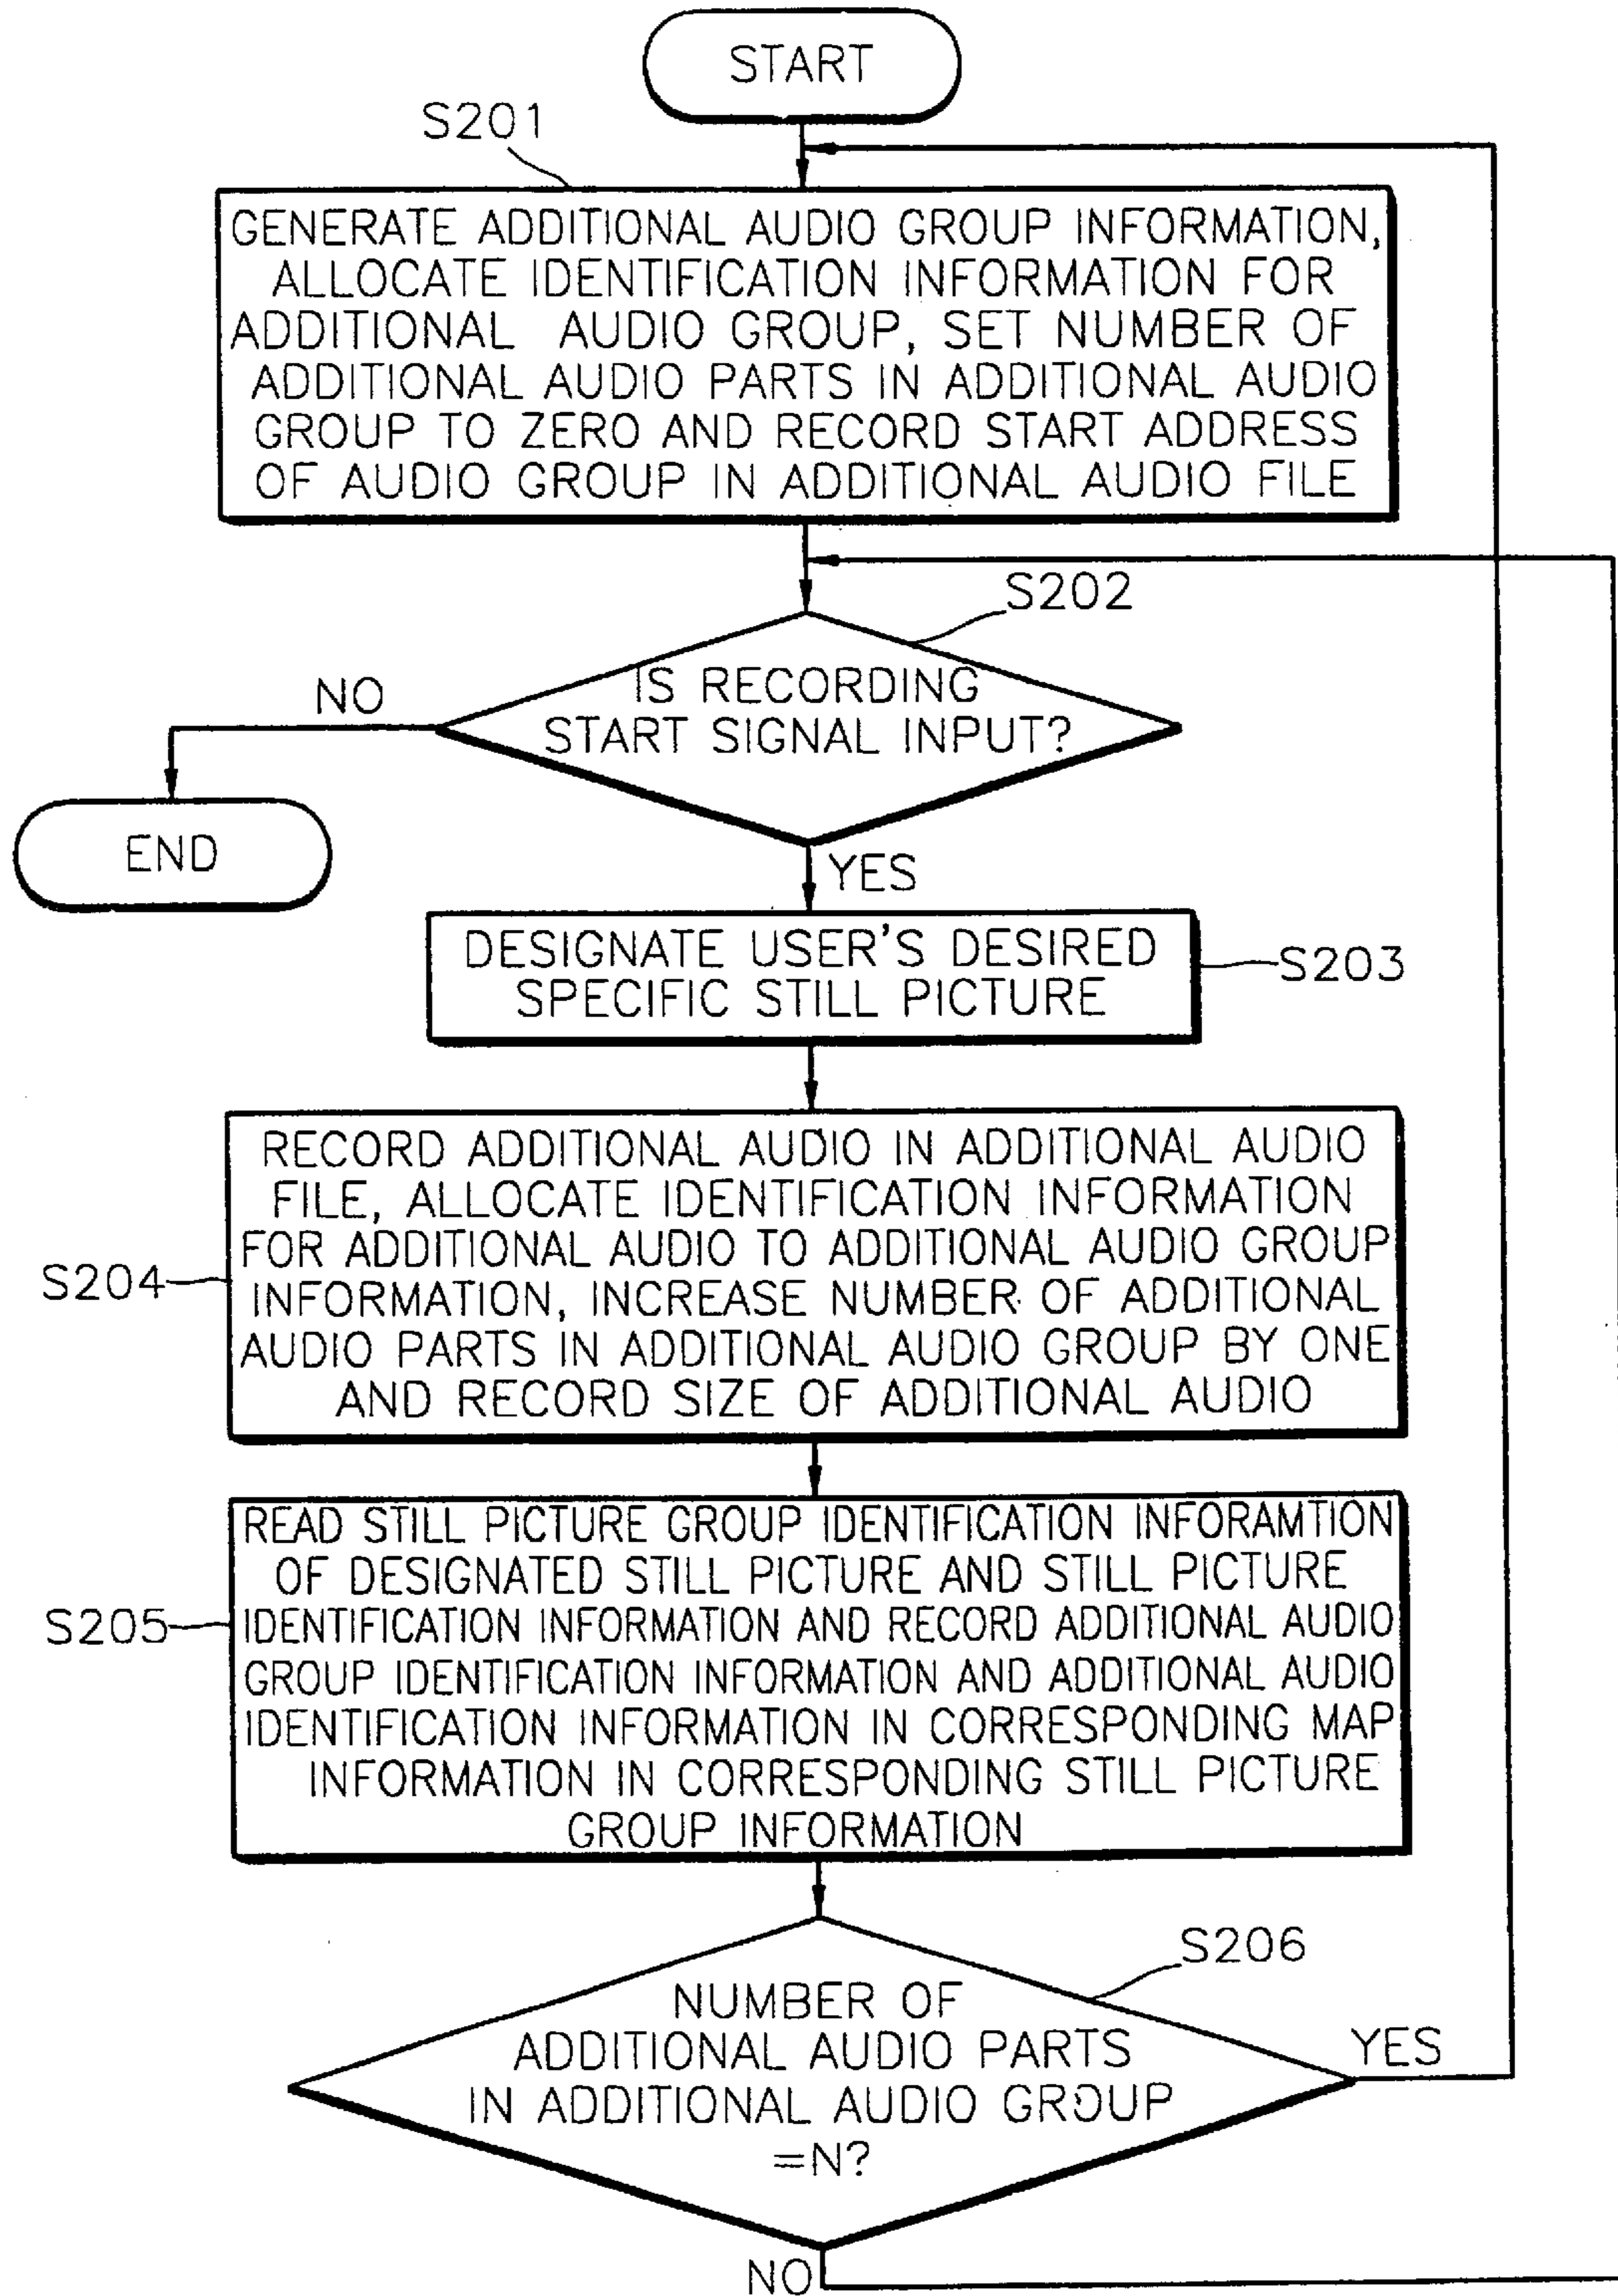 START
S201
GENERATE ADDITIONAL AUDIO GROUP INFORMATION,
ALLOCATE IDENTIFICATION INFORMATION FOR
ADDITIONAL AUDIO GROUP, SET NUMBER OF
ADDITIONAL AUDIO PARTS IN ADDITIONAL AUDIO
GROUP TO ZERO AND RECORD START ADDRESS
OF AUDIO GROUP IN ADDITIONAL AUDIO FILE
S202
IS RECORDING
START SIGNAL INPUT?
NO
END
YES
DESIGNATE USER'S DESIRED
SPECIFIC STILL PICTURE
S203
RECORD ADDITIONAL AUDIO IN ADDITIONAL AUDIO
FILE, ALLOCATE IDENTIFICATION INFORMATION
FOR ADDITIONAL AUDIO TO ADDITIONAL AUDIO GROUP
INFORMATION, INCREASE NUMBER OF ADDITIONAL
AUDIO PARTS IN ADDITIONAL AUDIO GROUP BY ONE
AND RECORD SIZE OF ADDITIONAL AUDIO
S204
READ STILL PICTURE GROUP IDENTIFICATION INFORAMTION
OF DESIGNATED STILL PICTURE AND STILL PICTURE
IDENTIFICATION INFORMATION AND RECORD ADDITIONAL AUDIO
GROUP IDENTIFICATION INFORMATION AND ADDITIONAL AUDIO
IDENTIFICATION INFORMATION IN CORRESPONDING MAP
INFORMATION IN CORRESPONDING STILL PICTURE
GROUP INFORMATION
S205
S206
NUMBER OF
ADDITIONAL AUDIO PARTS
IN ADDITIONAL AUDIO GROUP
=N?
YES
NO